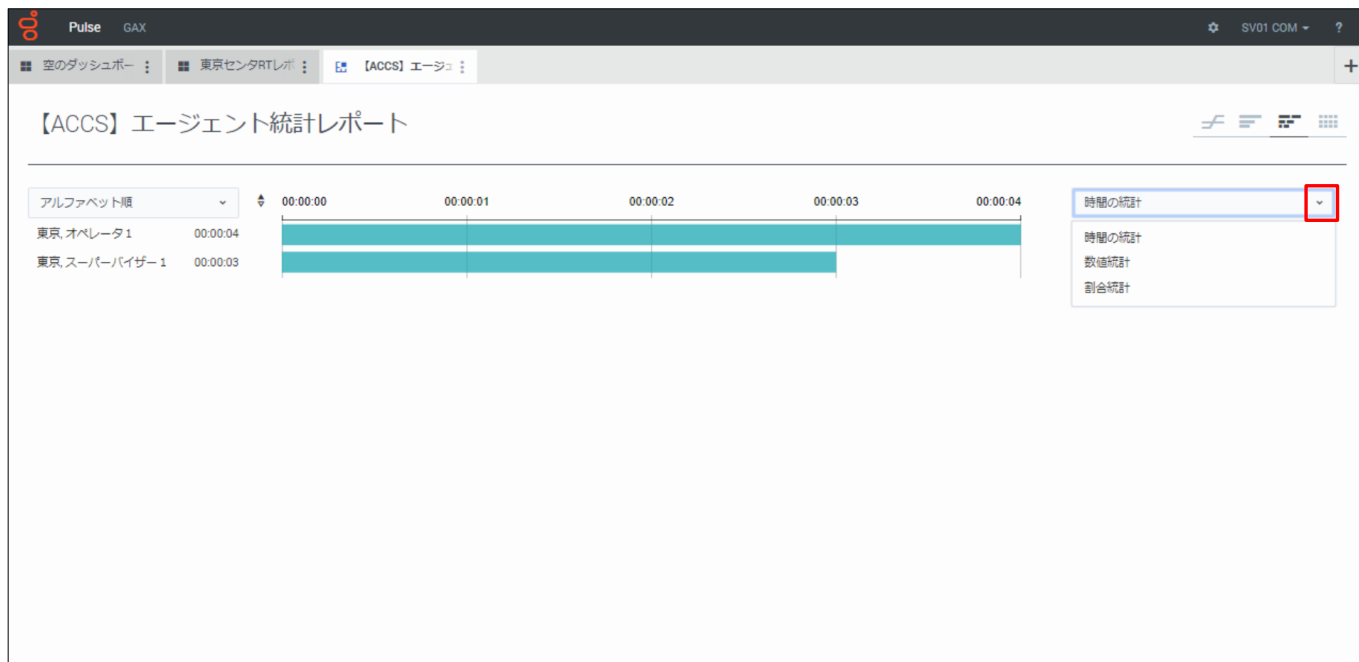 Pulse GAX SV01 COM ?
空のダッシュボー 東京センタRTレポ 【ACCS】エージェ +
【ACCS】エージェント統計レポート
アルファベット順 00:00:00 00:00:01 00:00:02 00:00:03 00:00:04 時間の統計
東京, オペレータ1 00:00:04
東京, スーパーバイザー1 00:00:03
時間の統計
数値統計
割合統計